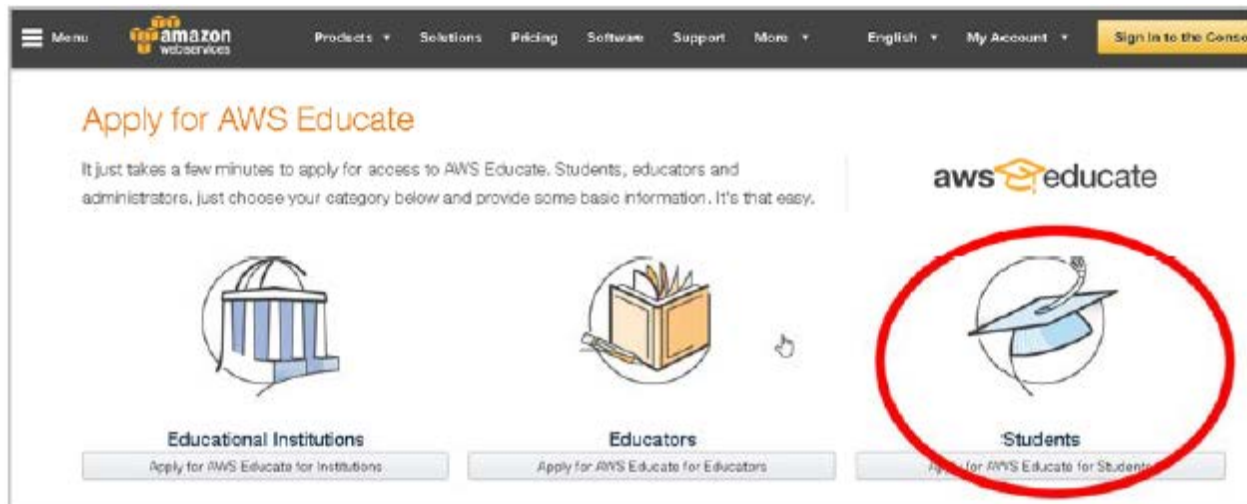 Menu
amazon
webservices
Products
Solutions
Pricing
Software
Support
More
English
My Account
Sign In to the Conso
Apply for AWS Educate
It just takes a few minutes to apply for access to AWS Educate. Students, educators and
administrators, just choose your category below and provide some basic information. It's that easy.
aws educate
Educational Institutions
Educators
Students
Apply for AWS Educate for Institutions
Apply for AWS Educate for Educators
Apply for AWS Educate for Students